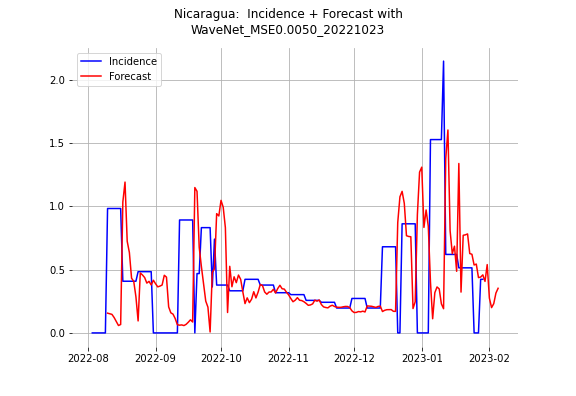 Nicaragua:  Incidence + Forecast with
WaveNet_MSE0.0050_20221023
Incidence
Forecast
2.0
1.5
1.0
0.5
0.0
2022-08 2022-09 2022-10 2022-11 2022-12 2023-01 2023-02